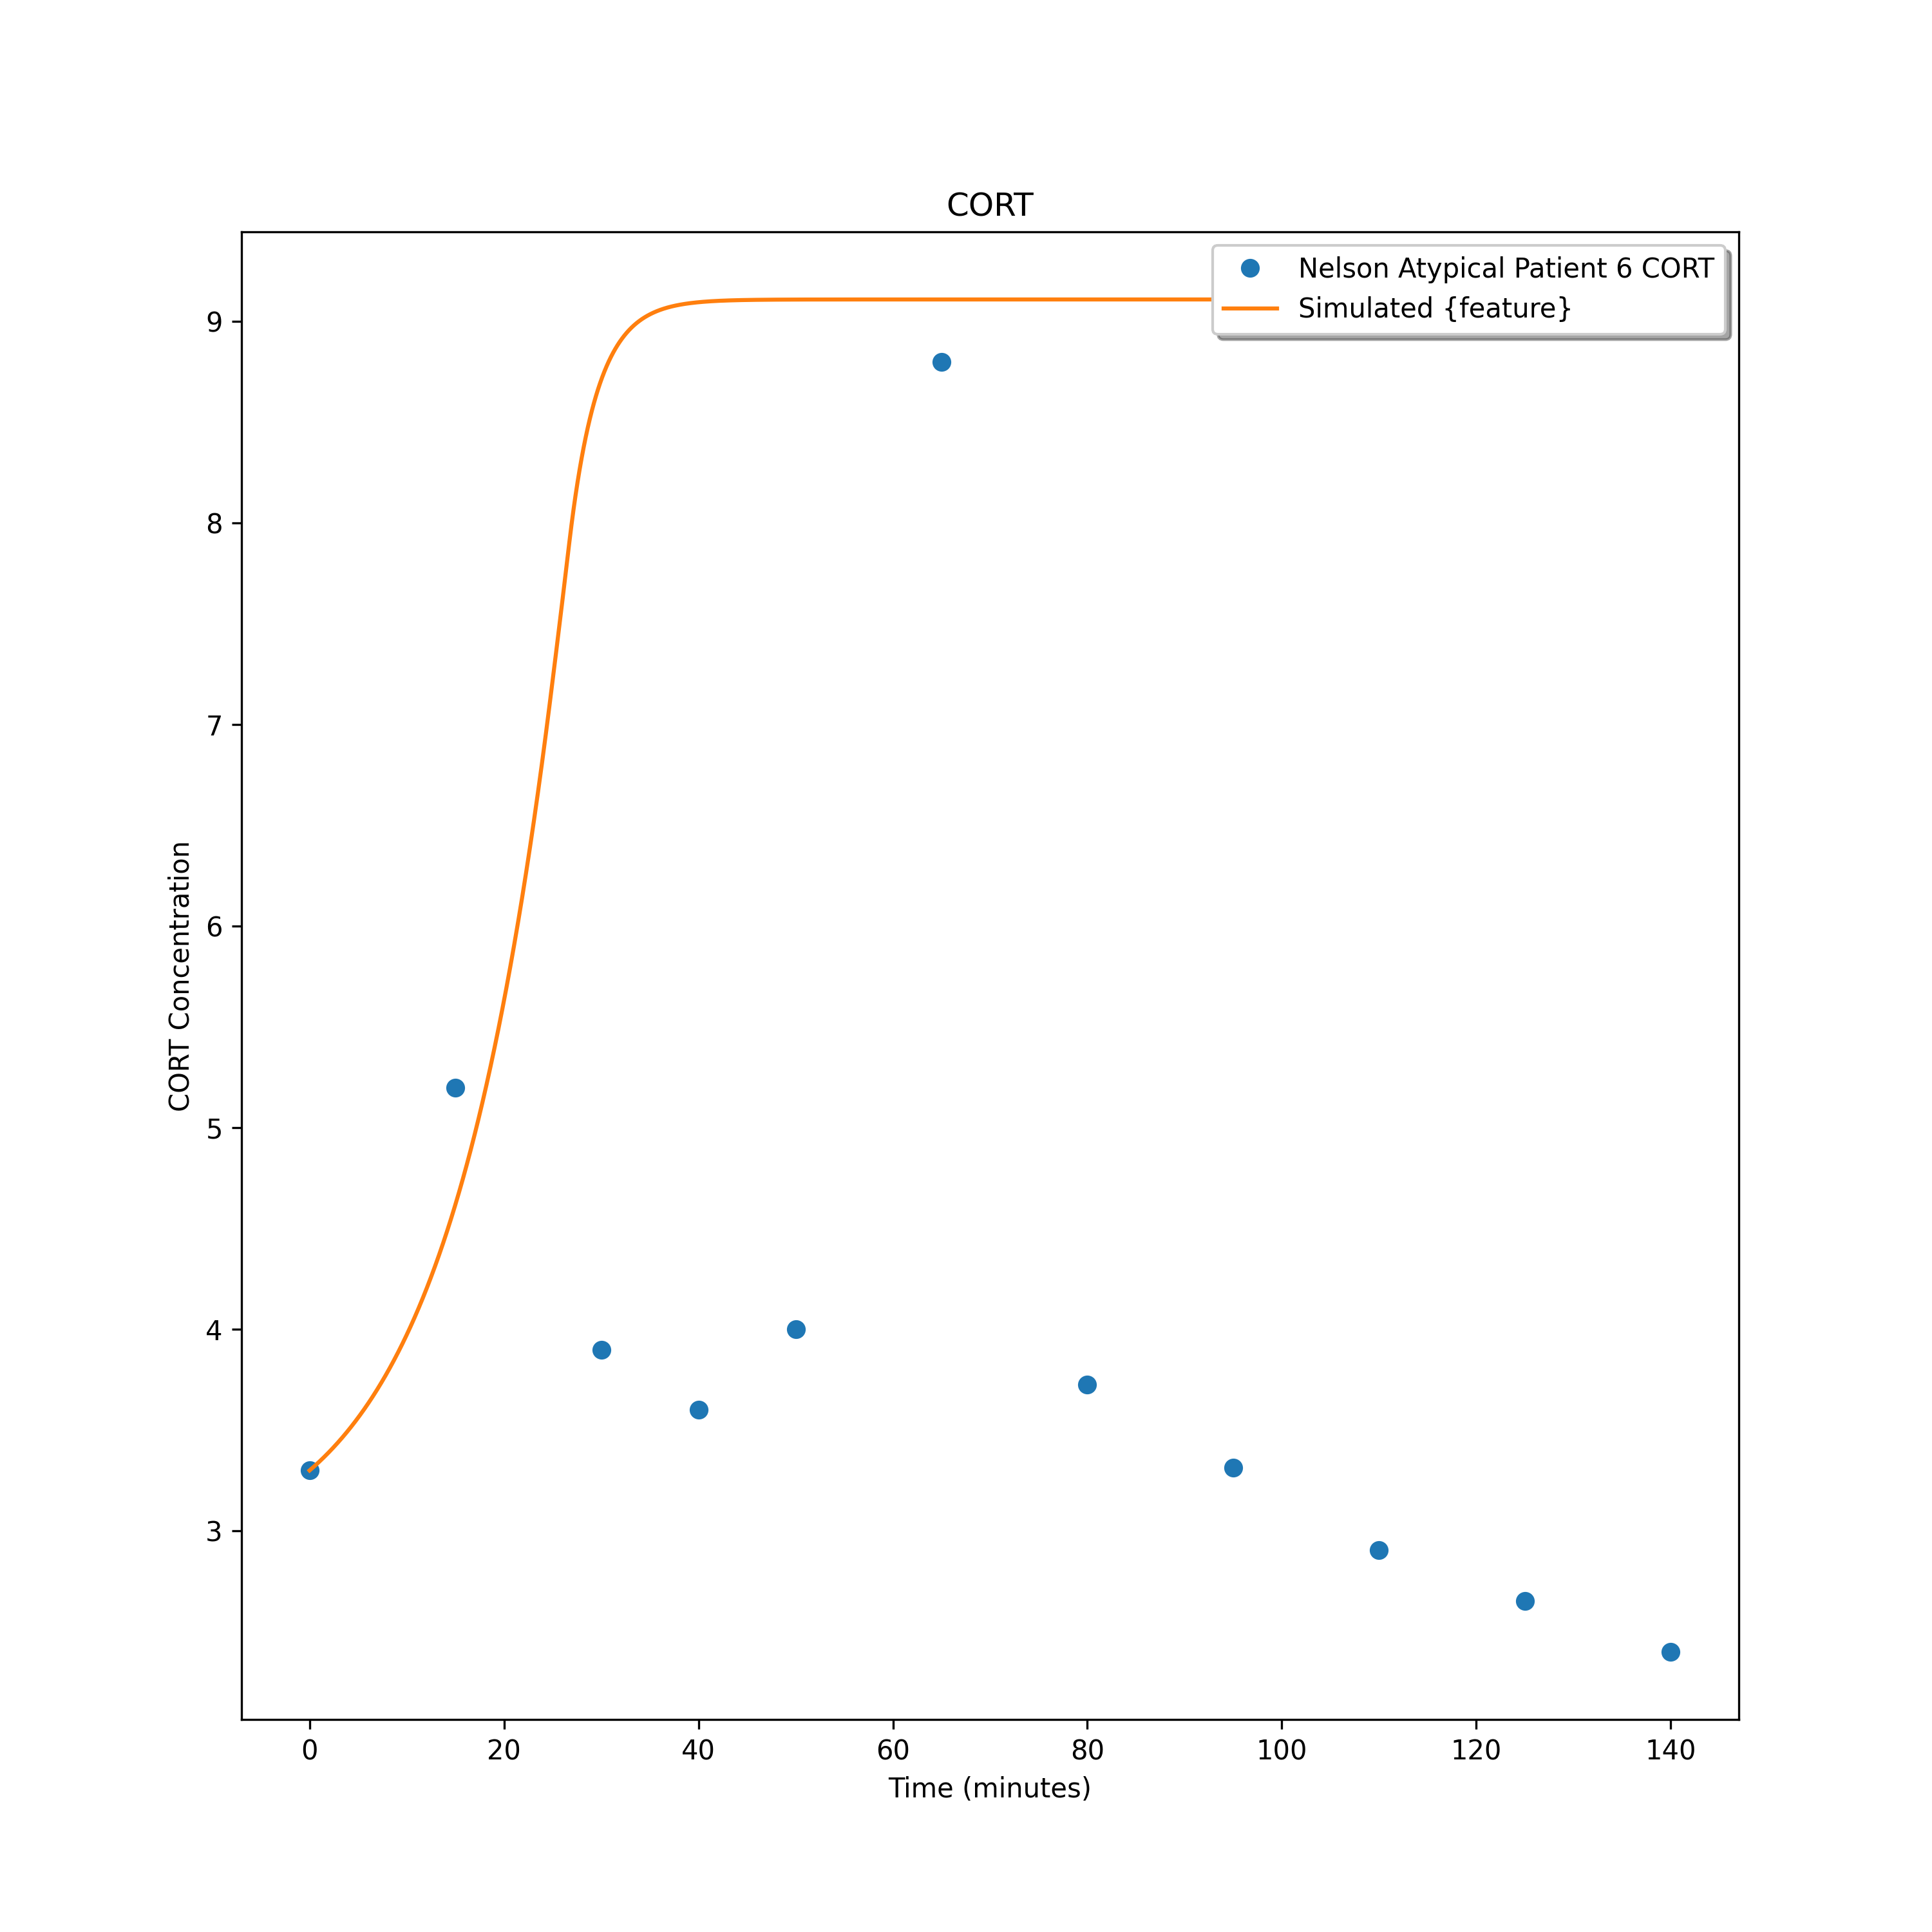 CORT
Nelson Atypical Patient 6 CORT
Simulated {feature}
9
8
7
6
5
4
3
CORT Concentration
0 20 40 60 80 100 120 140
Time (minutes)